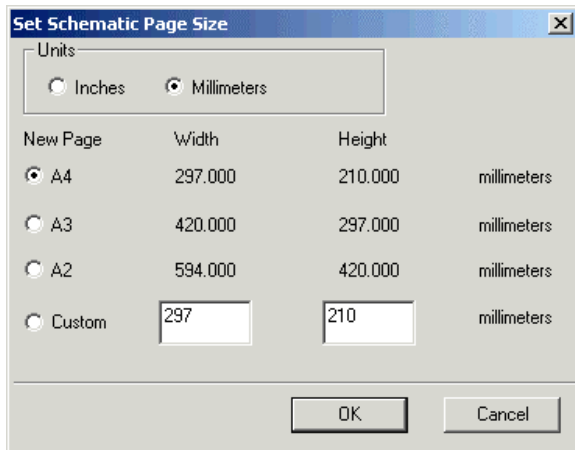 Set Schematic Page Size
Units
Inches Millimeters
New Page Width Height
A4 297.000 210.000 millimeters
A3 420.000 297.000 millimeters
A2 594.000 420.000 millimeters
Custom 297 210 millimeters
OK Cancel